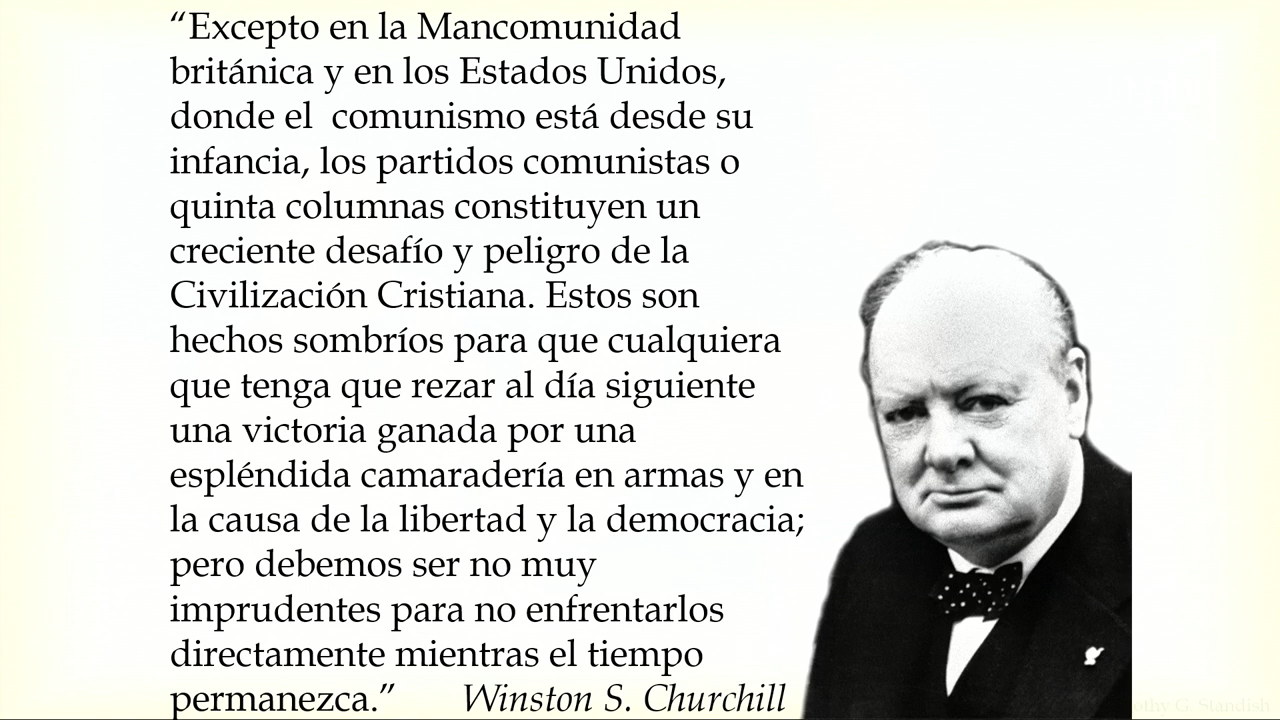 “Excepto en la Mancomunidad
británica y en los Estados Unidos,
donde el  comunismo está desde su
infancia, los partidos comunistas o
quinta columnas constituyen un
creciente desafío y peligro de la
Civilización Cristiana. Estos son
hechos sombríos para que cualquiera
que tenga que rezar al día siguiente
una victoria ganada por una
espléndida camaradería en armas y en
la causa de la libertad y la democracia;
pero debemos ser no muy
imprudentes para no enfrentarlos
directamente mientras el tiempo
permanezca.” Winston S. Churchill
G. Standish